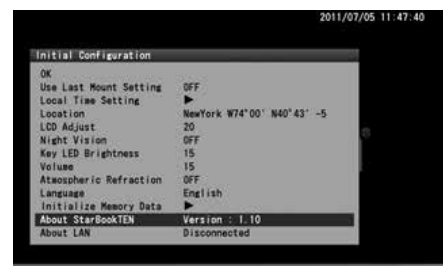 2011/07/05 11:47:40
Initial Configuration
OK
Use Last Mount Setting OFF
Local Time Setting ▶
Location NewYork W74°00' N40°43' -5
LCD Adjust 20
Night Vision OFF
Key LED Brightness 15
Volume 15
Atmospheric Refraction OFF
Language English
Initialize Memory Data ▶
About StarBookTEN Version : 1.10
About LAN Disconnected